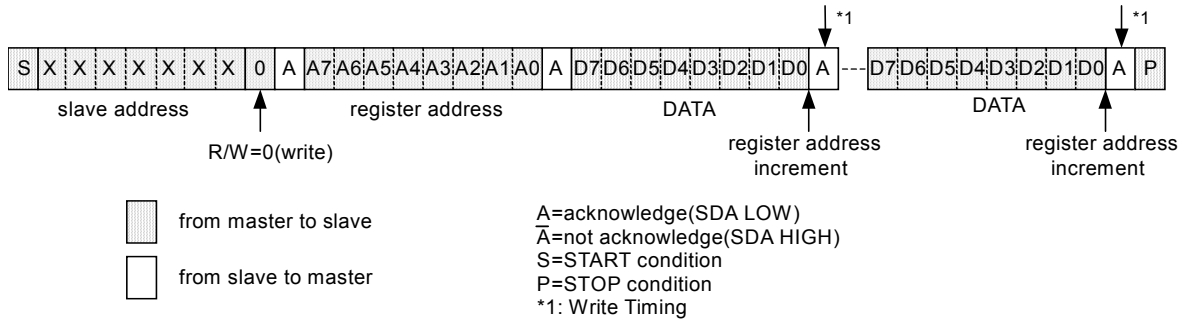 *1 *1
S X X X X X X X 0 A A7 A6 A5 A4 A3 A2 A1 A0 A D7 D6 D5 D4 D3 D2 D1 D0 A D7 D6 D5 D4 D3 D2 D1 D0 A P
slave address register address DATA DATA
R/W=0(write)
register address
increment
register address
increment
from master to slave
from slave to master
A=acknowledge(SDA LOW)
A̅=not acknowledge(SDA HIGH)
S=START condition
P=STOP condition
*1: Write Timing